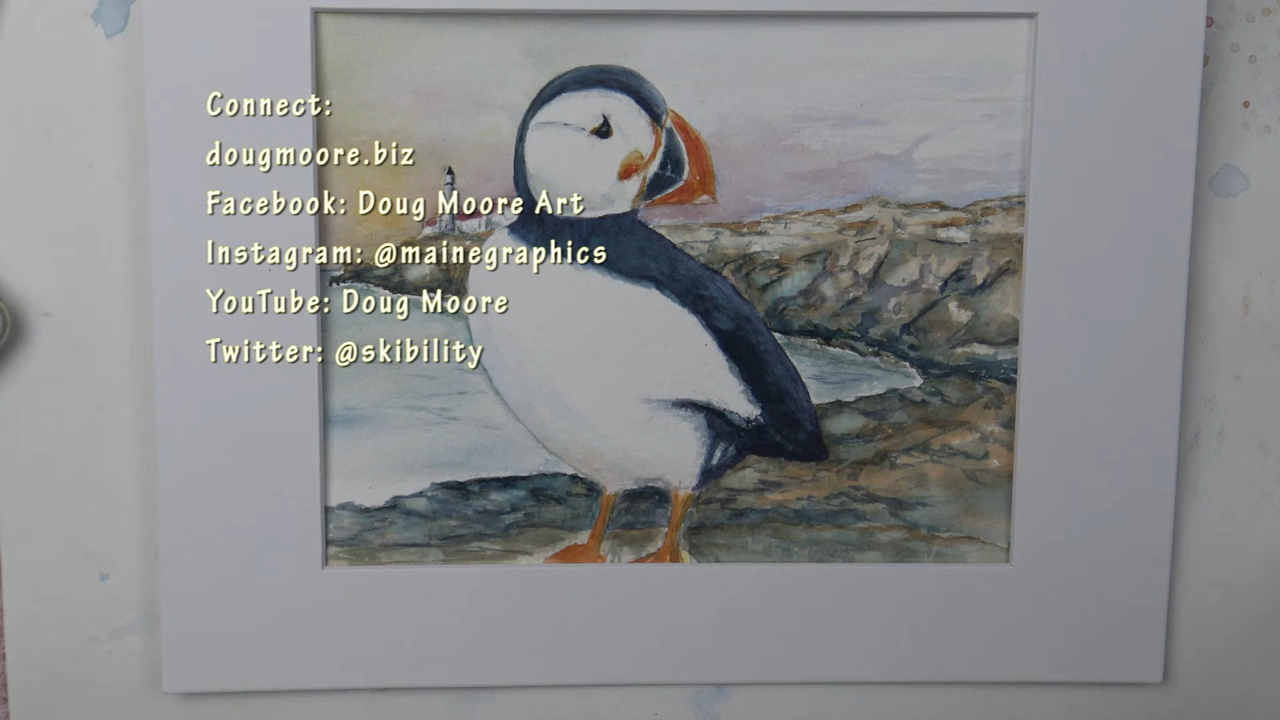 Connect:
dougmoore.biz
Facebook: Doug Moore Art
Instagram: @mainegraphics
YouTube: Doug Moore
Twitter: @skibility